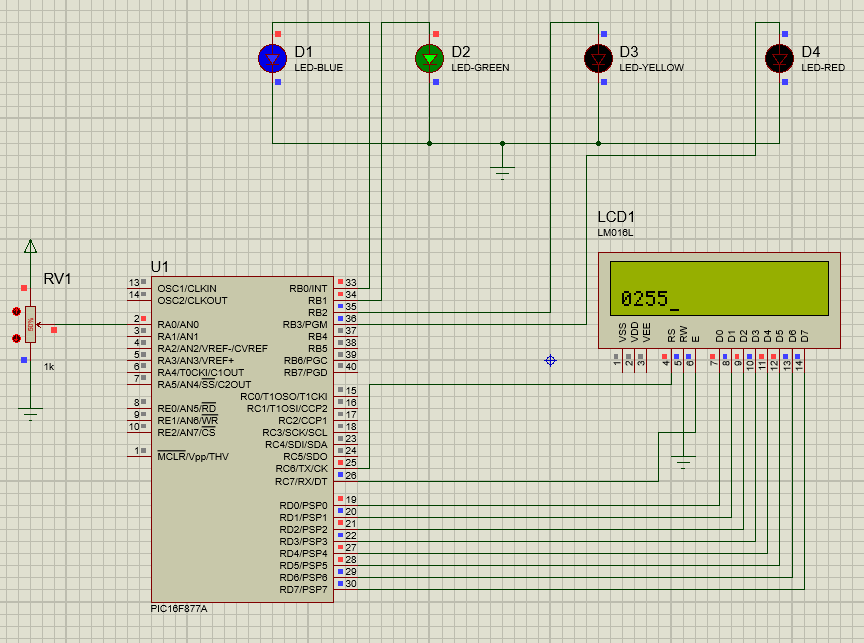 D1
LED-BLUE
D2
LED-GREEN
D3
LED-YELLOW
D4
LED-RED
LCD1
LM016L
0255_
VSS
VDD
VEE
RS
RW
E
D0
D1
D2
D3
D4
D5
D6
D7
1
2
3
4
5
6
7
8
9
10
11
12
13
14
RV1
50%
1k
U1
13 OSC1/CLKIN
14 OSC2/CLKOUT
2 RA0/AN0
3 RA1/AN1
4 RA2/AN2/VREF-/CVREF
5 RA3/AN3/VREF+
6 RA4/T0CKI/C1OUT
7 RA5/AN4/SS/C2OUT
8 RE0/AN5/RD
9 RE1/AN6/WR
10 RE2/AN7/CS
1 MCLR/Vpp/THV
RB0/INT 33
RB1 34
RB2 35
RB3/PGM 36
RB4 37
RB5 38
RB6/PGC 39
RB7/PGD 40
RC0/T1OSO/T1CKI 15
RC1/T1OSI/CCP2 16
RC2/CCP1 17
RC3/SCK/SCL 18
RC4/SDI/SDA 23
RC5/SDO 24
RC6/TX/CK 25
RC7/RX/DT 26
RD0/PSP0 19
RD1/PSP1 20
RD2/PSP2 21
RD3/PSP3 22
RD4/PSP4 27
RD5/PSP5 28
RD6/PSP6 29
RD7/PSP7 30
PIC16F877A